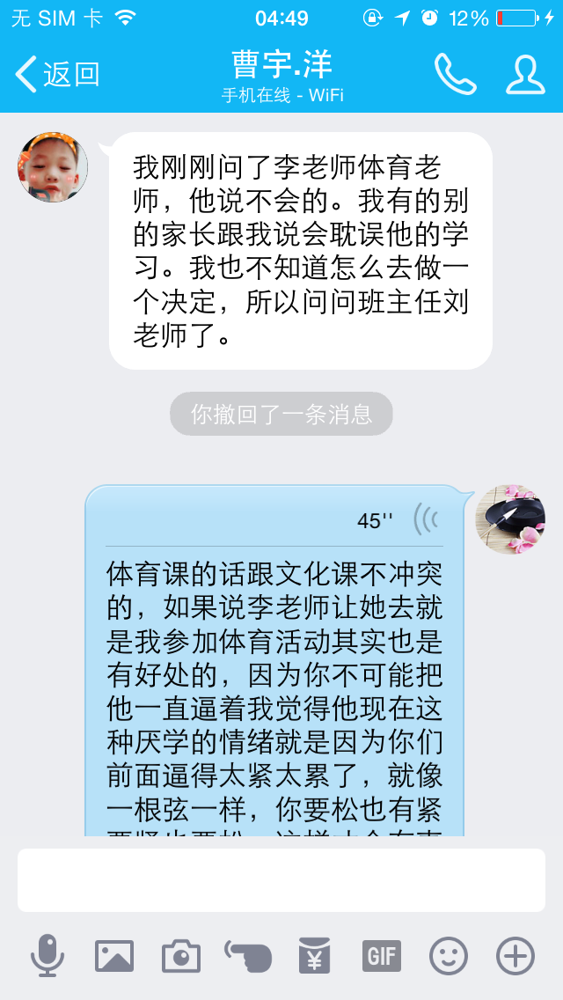 无 SIM 卡 04:49 12%
返回 曹宇.洋
手机在线 - WiFi
我刚刚问了李老师体育老
师，他说不会的。我有的别
的家长跟我说会耽误他的学
习。我也不知道怎么去做一
个决定，所以问问班主任刘
老师了。
你撤回了一条消息
45''
体育课的话跟文化课不冲突
的，如果说李老师让她去就
是我参加体育活动其实也是
有好处的，因为你不可能把
他一直逼着我觉得他现在这
种厌学的情绪就是因为你们
前面逼得太紧太累了，就像
一根弦一样，你要松也有紧
GIF